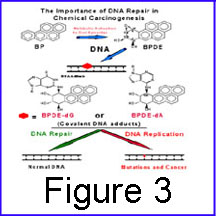 The Importance of DNA Repair in
Chemical Carcinogenesis
BP
BPDE
DNA
BPDE-dG or BPDE-dA
(Covalent DNA adducts)
DNA Repair
DNA Replication
Normal DNA
Mutations and Cancer
Figure 3